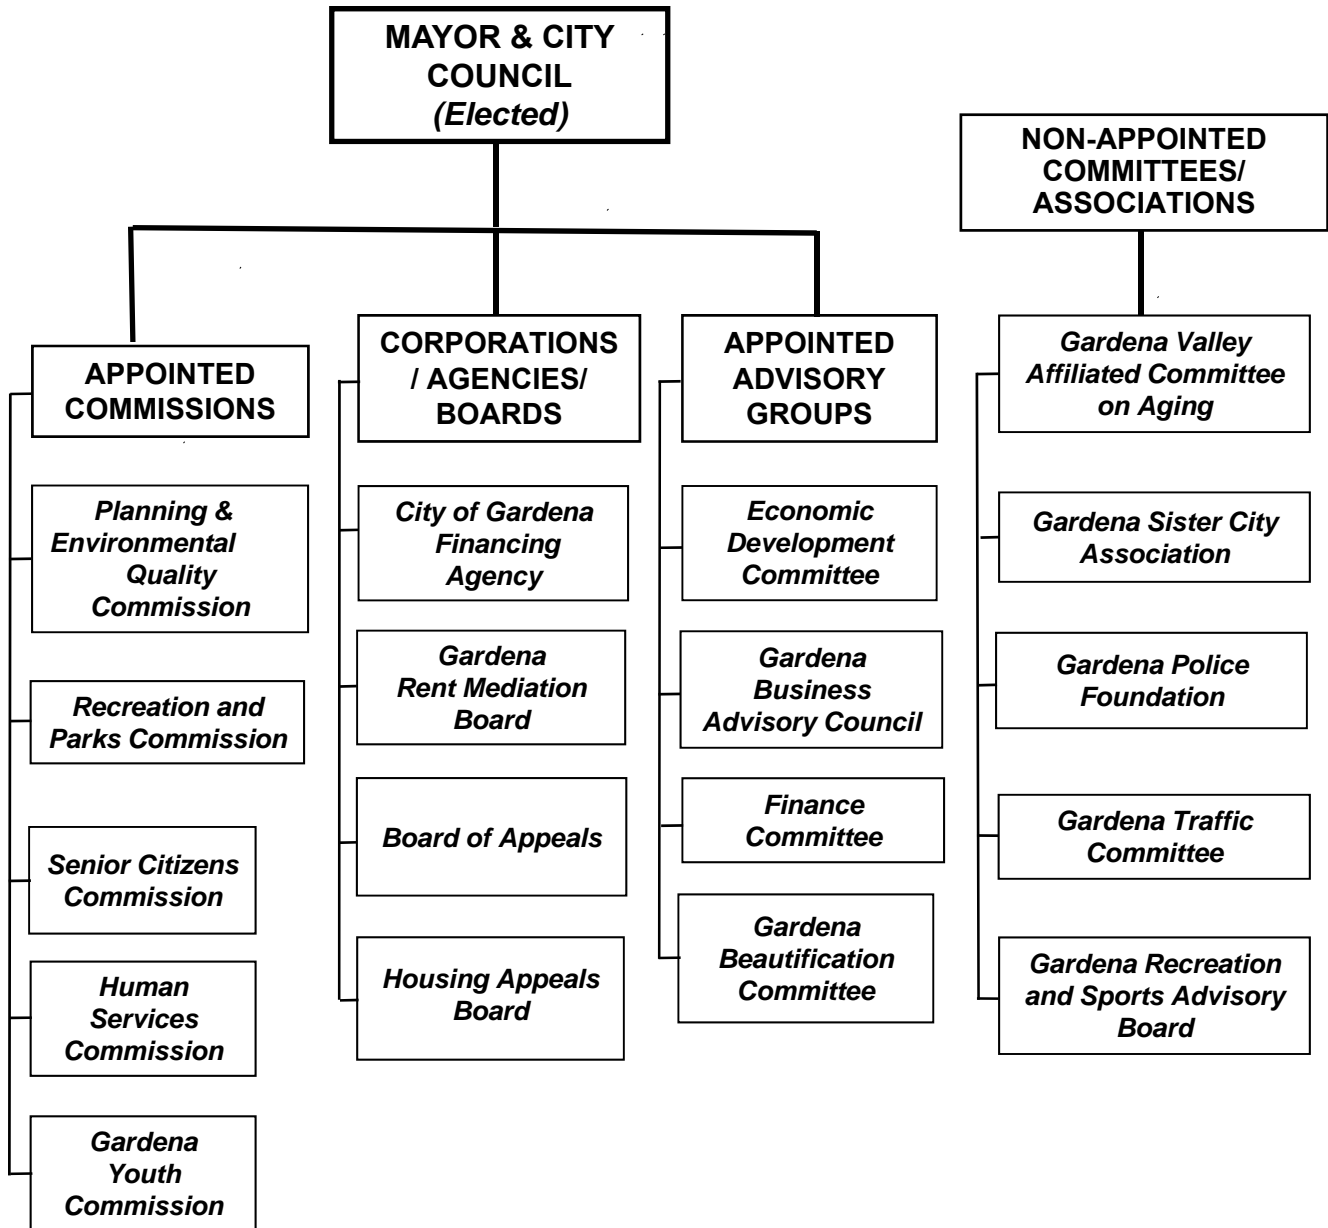 MAYOR & CITY
COUNCIL
(Elected)
NON-APPOINTED
COMMITTEES/
ASSOCIATIONS
APPOINTED
COMMISSIONS
Planning &
Environmental
Quality
Commission
Recreation and
Parks Commission
Senior Citizens
Commission
Human
Services
Commission
Gardena
Youth
Commission
CORPORATIONS
/ AGENCIES/
BOARDS
City of Gardena
Financing
Agency
Gardena
Rent Mediation
Board
Board of Appeals
Housing Appeals
Board
APPOINTED
ADVISORY
GROUPS
Economic
Development
Committee
Gardena
Business
Advisory Council
Finance
Committee
Gardena
Beautification
Committee
Gardena Valley
Affiliated Committee
on Aging
Gardena Sister City
Association
Gardena Police
Foundation
Gardena Traffic
Committee
Gardena Recreation
and Sports Advisory
Board